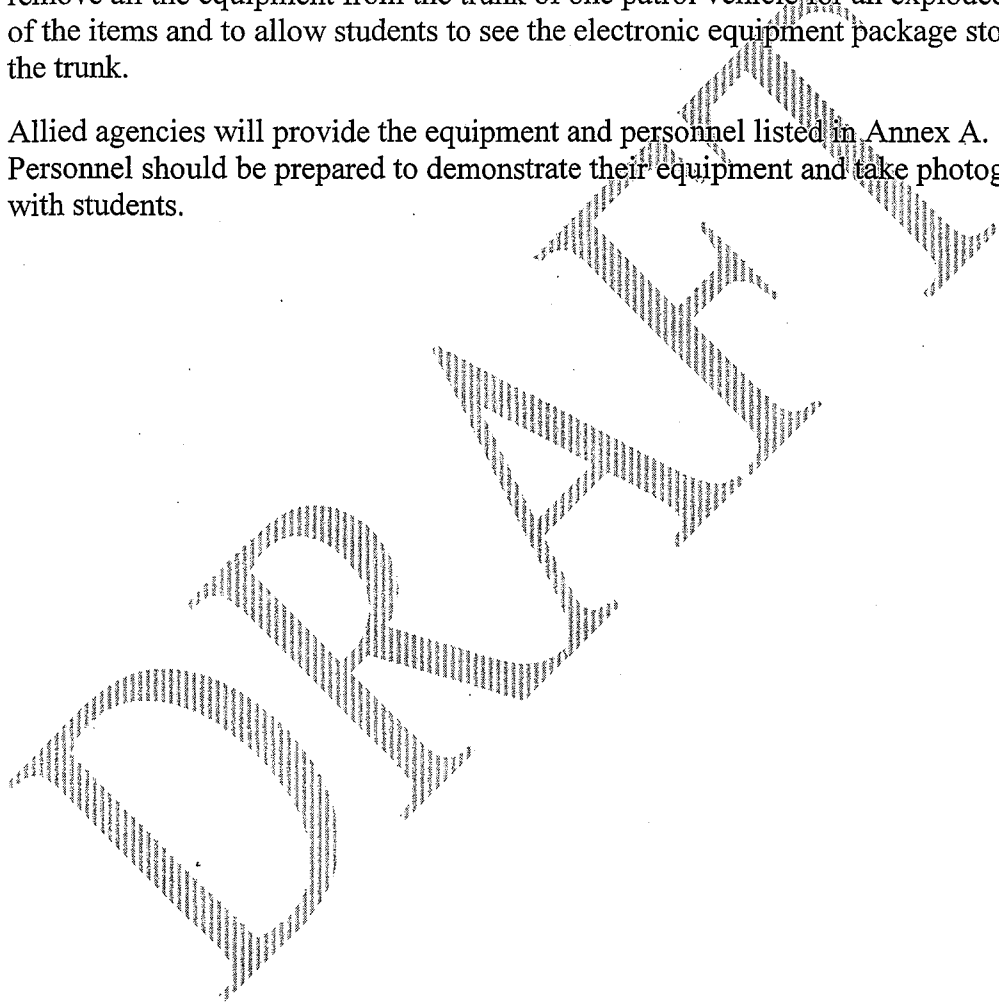 remove all the equipment from the trunk of one patrol vehicle for an explode
of the items and to allow students to see the electronic equipment package sto
the trunk.
Allied agencies will provide the equipment and personnel listed in Annex A.
Personnel should be prepared to demonstrate their equipment and take photog
with students.
DRAFT